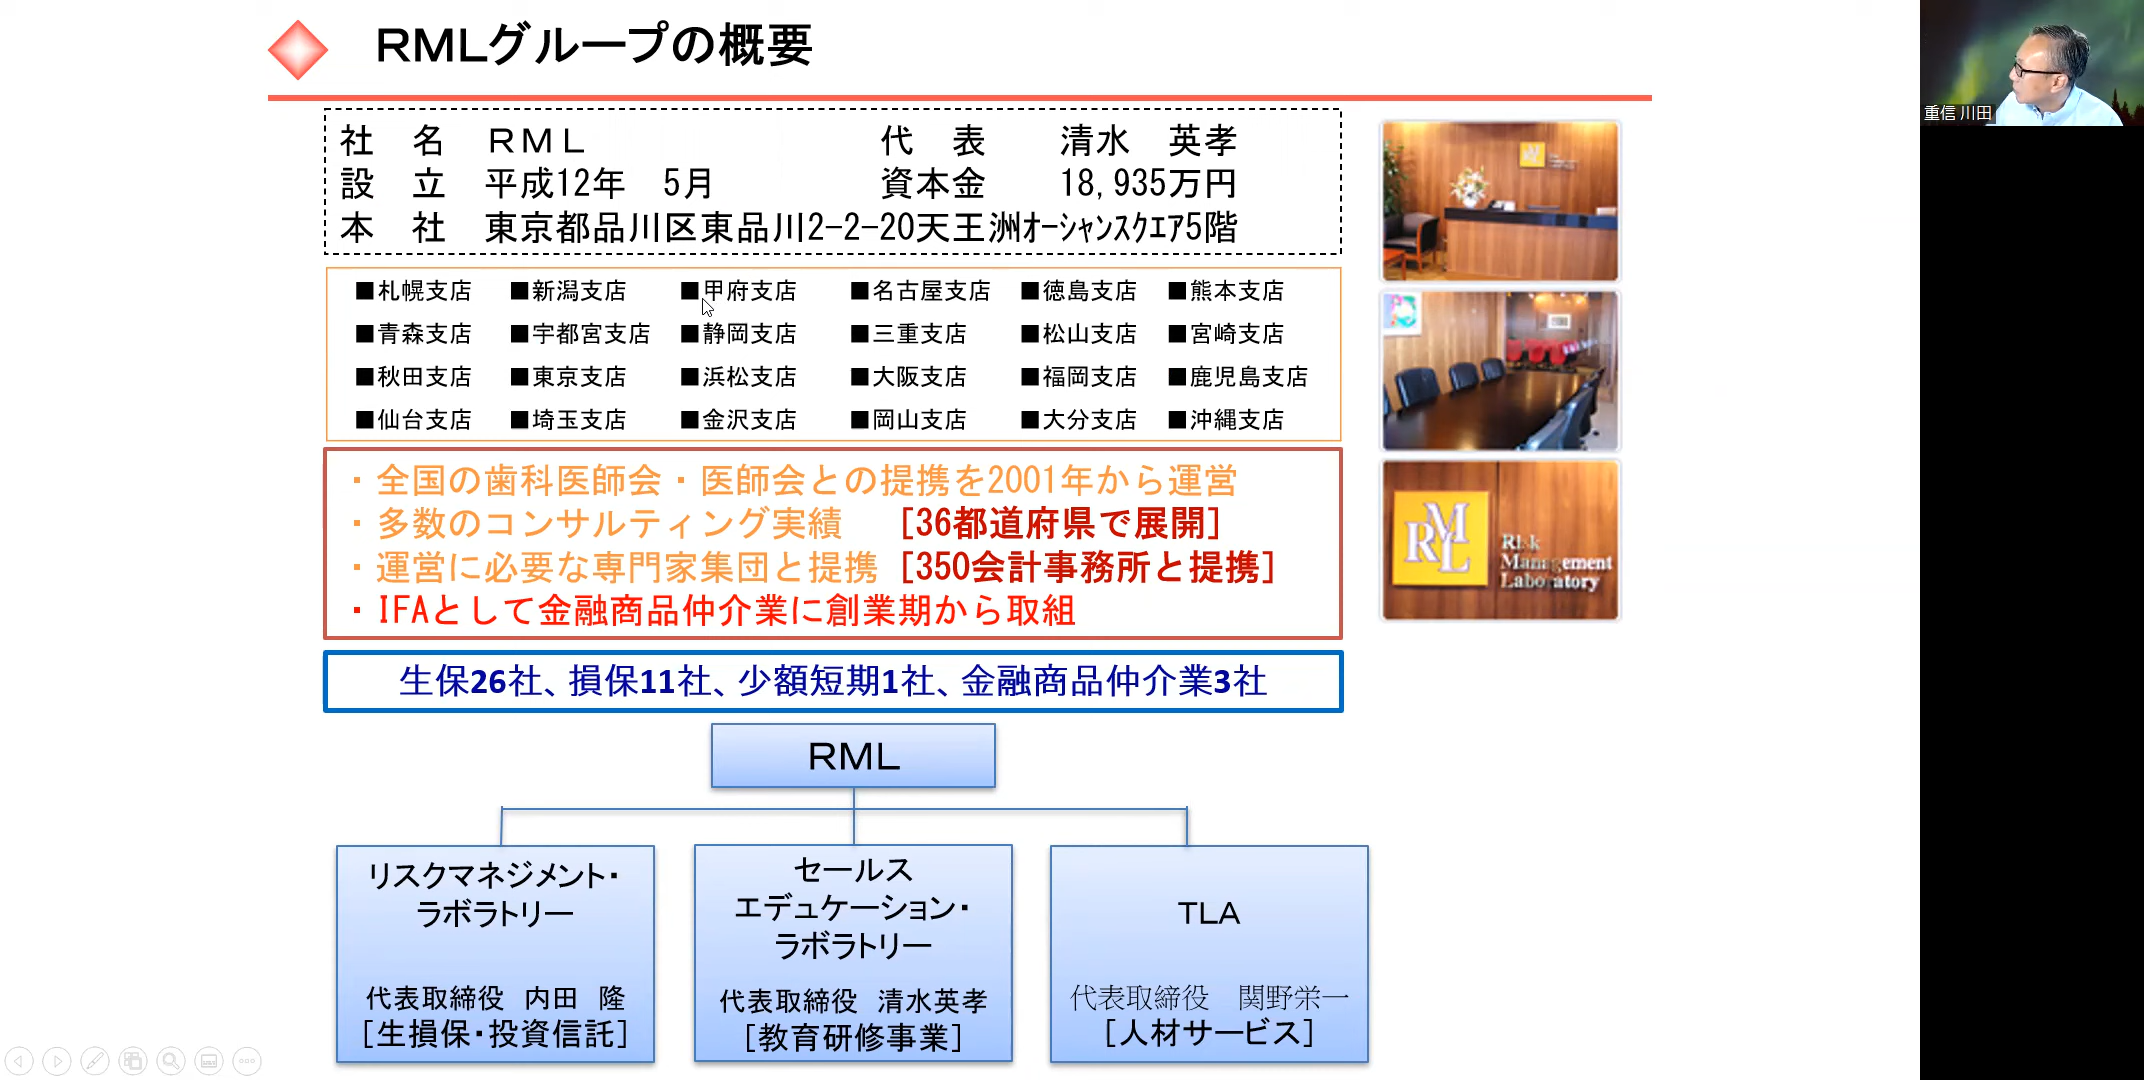 RMLグループの概要
社　名　RML　代　表　清水　英孝
設　立　平成12年　5月　資本金　18,935万円
本　社　東京都品川区東品川2-2-20天王洲ｵｰｼｬﾝｽｸｴｱ5階
■札幌支店 ■新潟支店 ■甲府支店 ■名古屋支店 ■徳島支店 ■熊本支店
■青森支店 ■宇都宮支店 ■静岡支店 ■三重支店 ■松山支店 ■宮崎支店
■秋田支店 ■東京支店 ■浜松支店 ■大阪支店 ■福岡支店 ■鹿児島支店
■仙台支店 ■埼玉支店 ■金沢支店 ■岡山支店 ■大分支店 ■沖縄支店
・全国の歯科医師会・医師会との提携を2001年から運営
・多数のコンサルティング実績　[36都道府県で展開]
・運営に必要な専門家集団と提携 [350会計事務所と提携]
・IFAとして金融商品仲介業に創業期から取組
生保26社、損保11社、少額短期1社、金融商品仲介業3社
RML
リスクマネジメント・
ラボラトリー
代表取締役　内田　隆
[生損保・投資信託]
セールス
エデュケーション・
ラボラトリー
代表取締役　清水英孝
[教育研修事業]
TLA
代表取締役　関野栄一
[人材サービス]
RML
Risk
Management
Laboratory
重信 川田